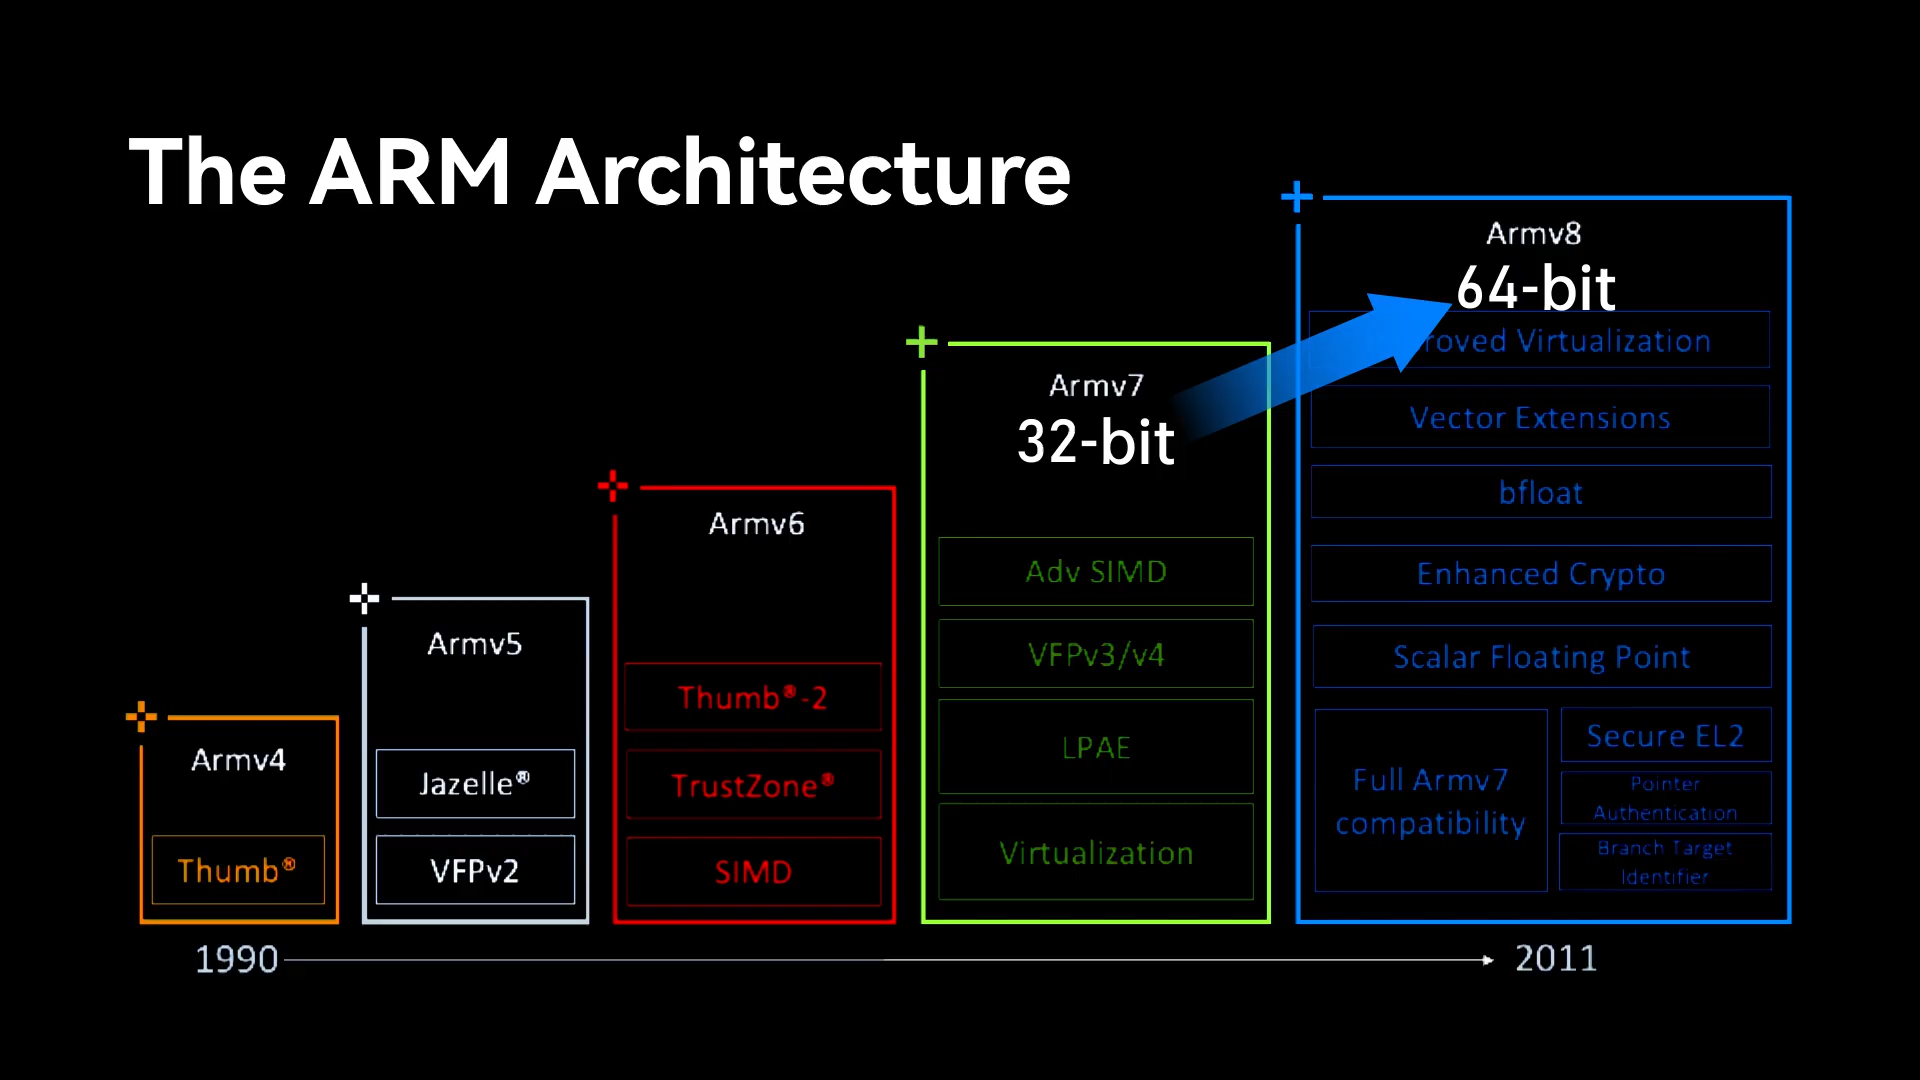 The ARM Architecture
Armv4
Thumb®
Armv5
Jazelle®
VFPv2
Armv6
Thumb®-2
TrustZone®
SIMD
Armv7
32-bit
Adv SIMD
VFPv3/v4
LPAE
Virtualization
Armv8
64-bit
Virtualization
Vector Extensions
bfloat
Enhanced Crypto
Scalar Floating Point
Full Armv7
compatibility
Secure EL2
Pointer
Authentication
Branch Target
Identifier
1990
2011